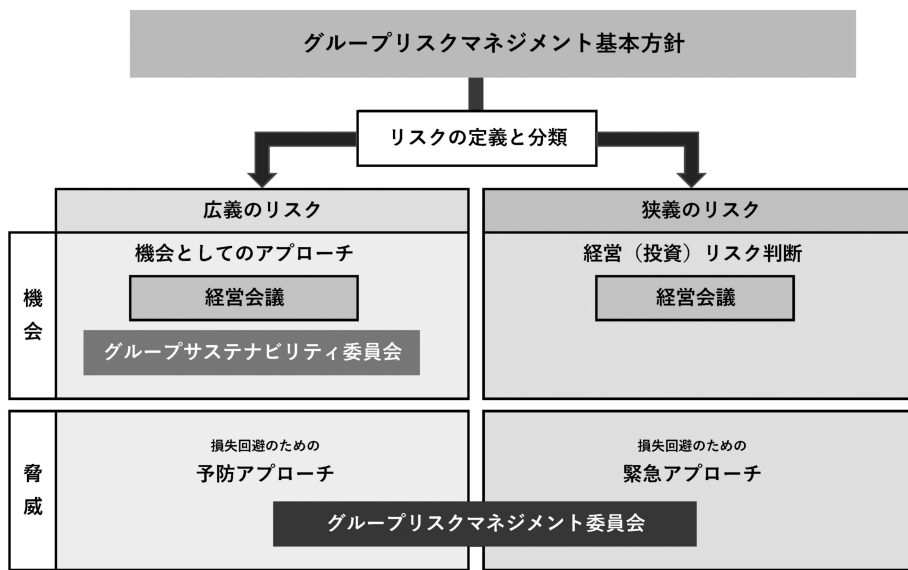 グループリスクマネジメント基本方針
リスクの定義と分類
広義のリスク
狭義のリスク
機会
機会としてのアプローチ
経営会議
グループサステナビリティ委員会
経営（投資）リスク判断
経営会議
脅威
損失回避のための
予防アプローチ
損失回避のための
緊急アプローチ
グループリスクマネジメント委員会